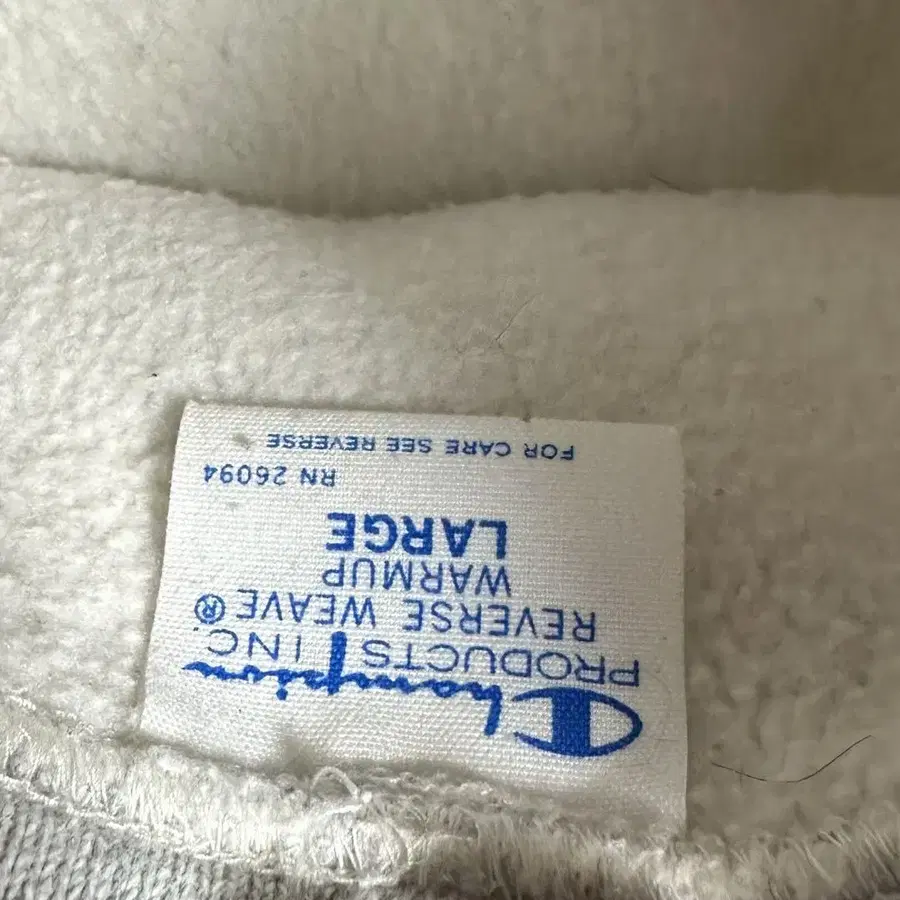 Champion
PRODUCTS INC.
REVERSE WEAVE®
WARMUP
LARGE
RN 26094
FOR CARE SEE REVERSE